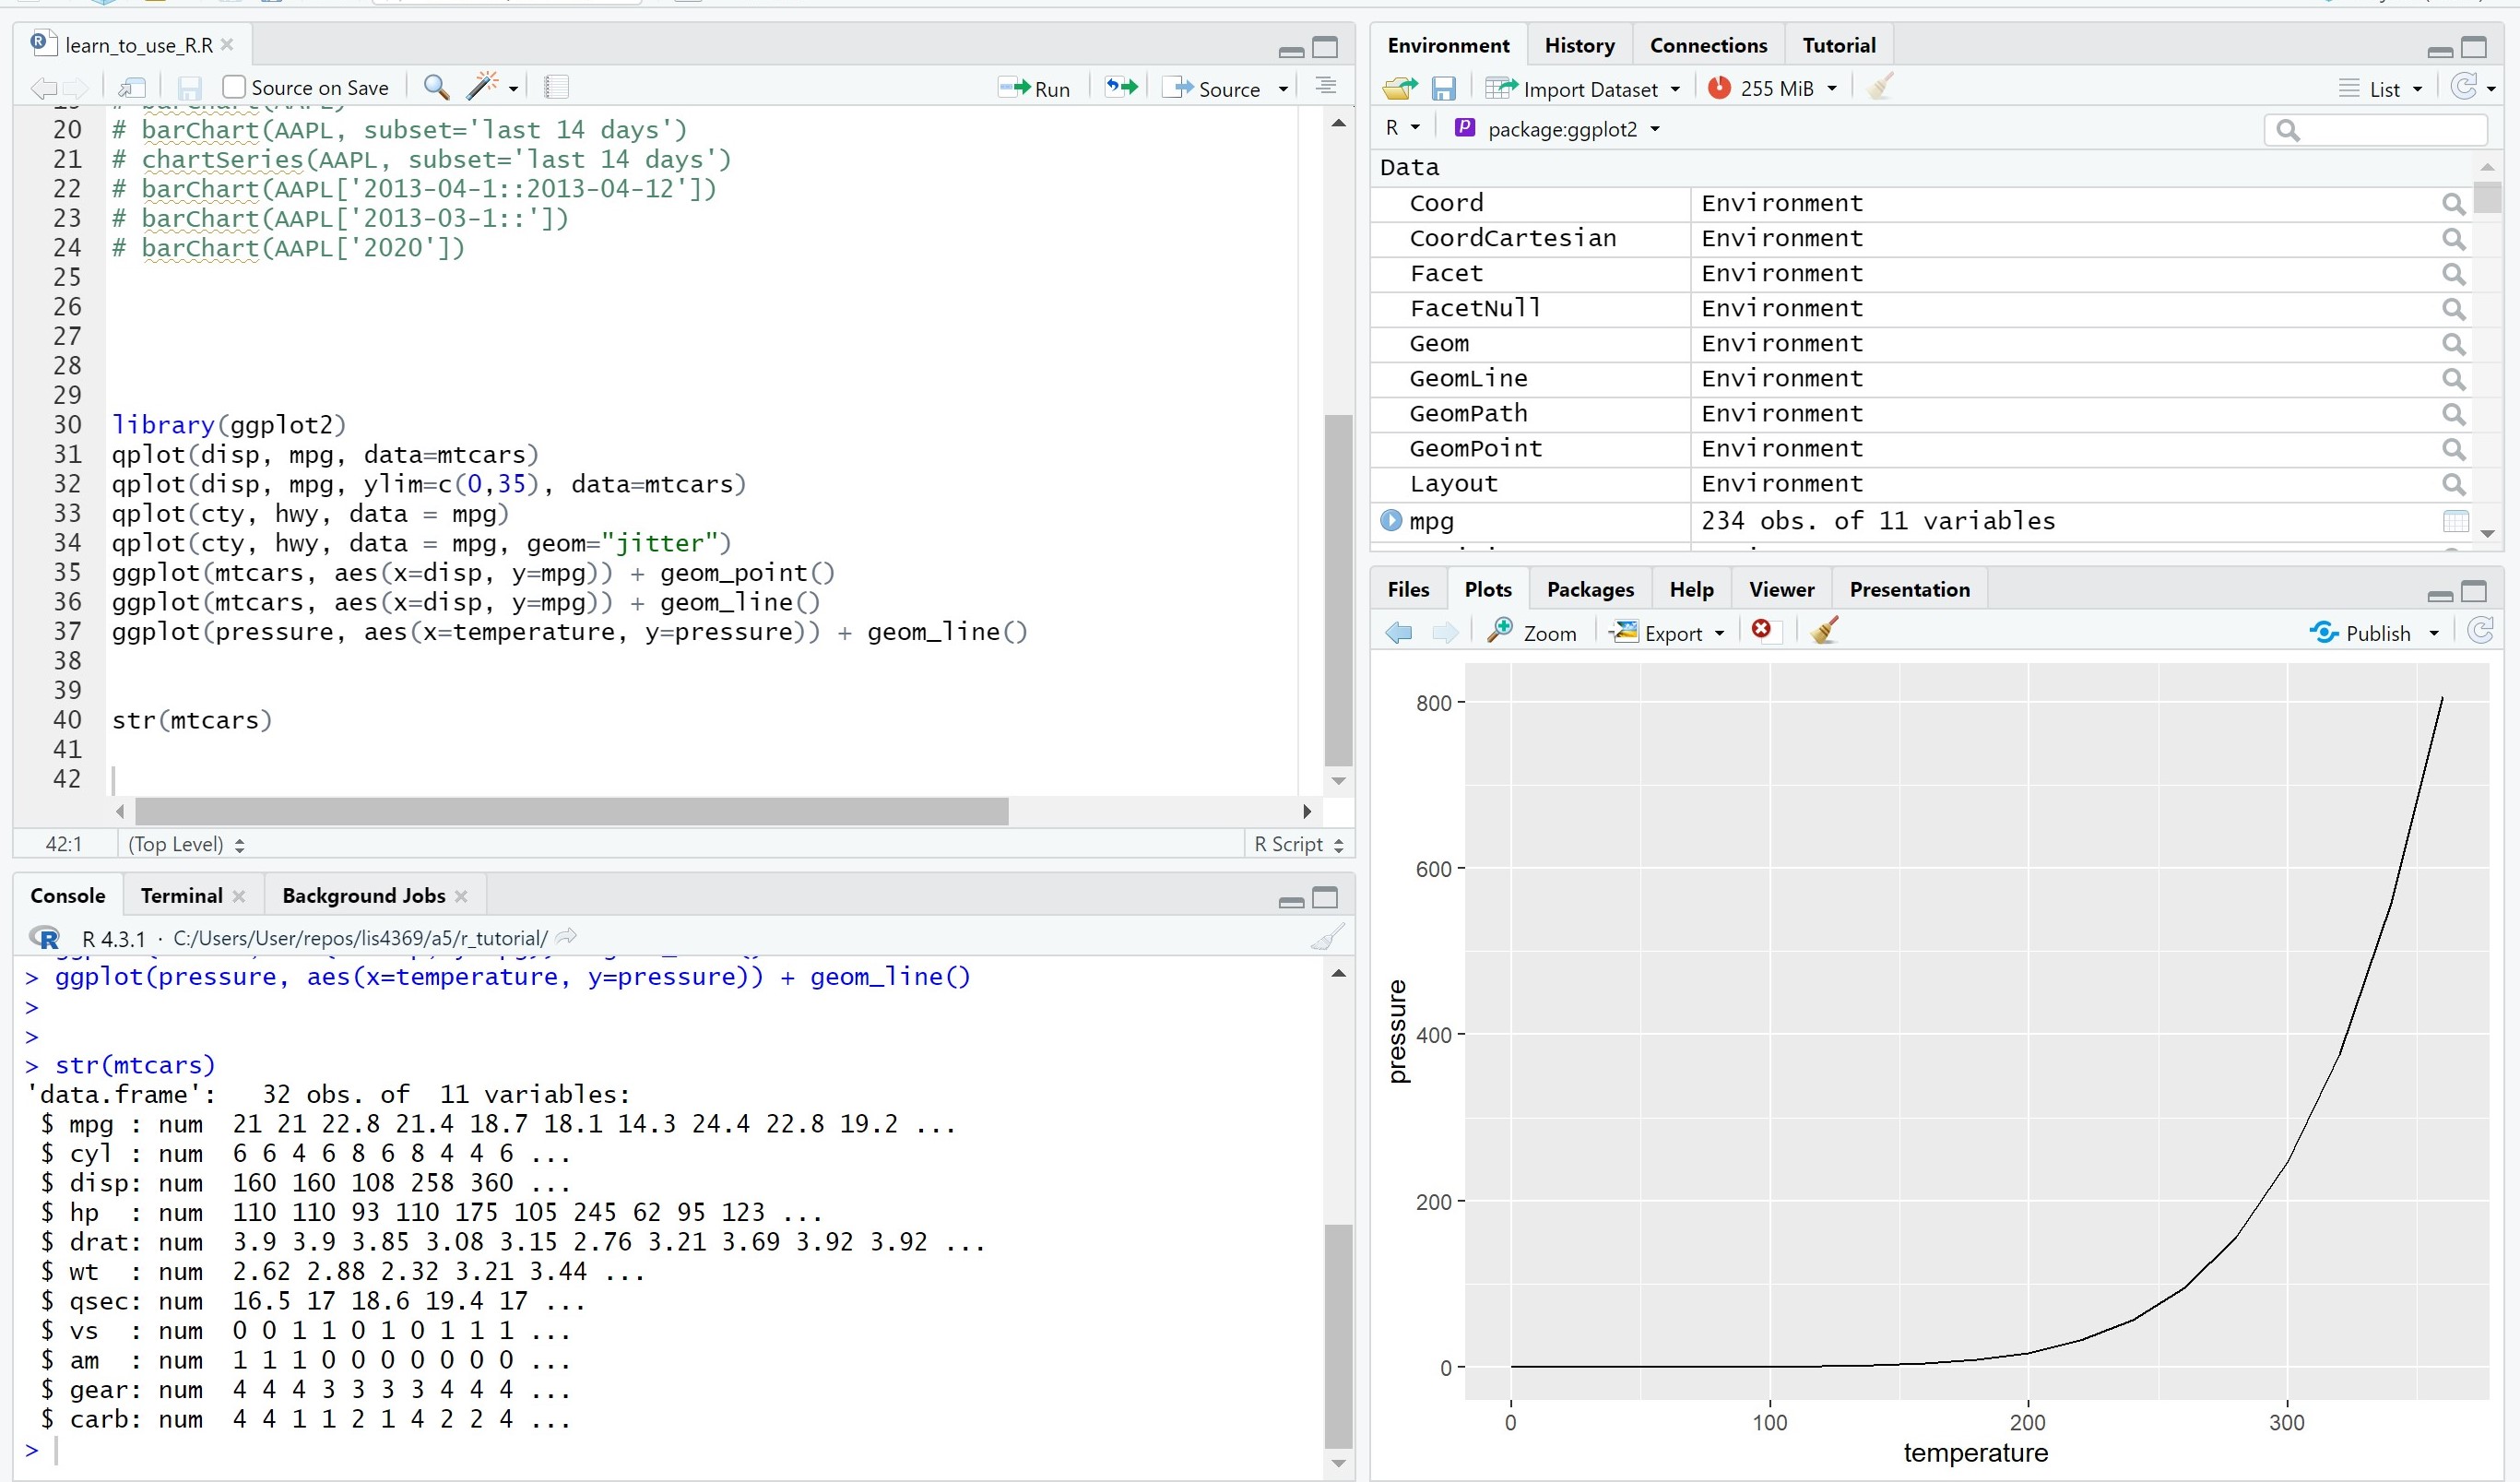 learn_to_use_R.R
Source on Save
Run
Source
20 # barChart(AAPL, subset='last 14 days')
21 # chartSeries(AAPL, subset='last 14 days')
22 # barChart(AAPL['2013-04-1::2013-04-12'])
23 # barChart(AAPL['2013-03-1::'])
24 # barChart(AAPL['2020'])
25
26
27
28
29
30 library(ggplot2)
31 qplot(disp, mpg, data=mtcars)
32 qplot(disp, mpg, ylim=c(0,35), data=mtcars)
33 qplot(cty, hwy, data = mpg)
34 qplot(cty, hwy, data = mpg, geom="jitter")
35 ggplot(mtcars, aes(x=disp, y=mpg)) + geom_point()
36 ggplot(mtcars, aes(x=disp, y=mpg)) + geom_line()
37 ggplot(pressure, aes(x=temperature, y=pressure)) + geom_line()
38
39
40 str(mtcars)
41
42
42:1 (Top Level) R Script
Console Terminal Background Jobs
R R 4.3.1 · C:/Users/User/repos/lis4369/a5/r_tutorial/
> ggplot(pressure, aes(x=temperature, y=pressure)) + geom_line()
>
>
> str(mtcars)
'data.frame': 32 obs. of 11 variables:
$ mpg : num 21 21 22.8 21.4 18.7 18.1 14.3 24.4 22.8 19.2 ...
$ cyl : num 6 6 4 6 8 6 8 4 4 6 ...
$ disp: num 160 160 108 258 360 ...
$ hp : num 110 110 93 110 175 105 245 62 95 123 ...
$ drat: num 3.9 3.9 3.85 3.08 3.15 2.76 3.21 3.69 3.92 3.92 ...
$ wt : num 2.62 2.88 2.32 3.21 3.44 ...
$ qsec: num 16.5 17 18.6 19.4 17 ...
$ vs : num 0 0 1 1 0 1 0 1 1 1 ...
$ am : num 1 1 1 0 0 0 0 0 0 0 ...
$ gear: num 4 4 4 3 3 3 3 4 4 4 ...
$ carb: num 4 4 1 1 2 1 4 2 2 4 ...
>
Environment History Connections Tutorial
Import Dataset 255 MiB List
R P package:ggplot2
Data
Coord Environment
CoordCartesian Environment
Facet Environment
FacetNull Environment
Geom Environment
GeomLine Environment
GeomPath Environment
GeomPoint Environment
Layout Environment
mpg 234 obs. of 11 variables
Files Plots Packages Help Viewer Presentation
Zoom Export Publish
800
600
400
200
0
pressure
0 100 200 300
temperature